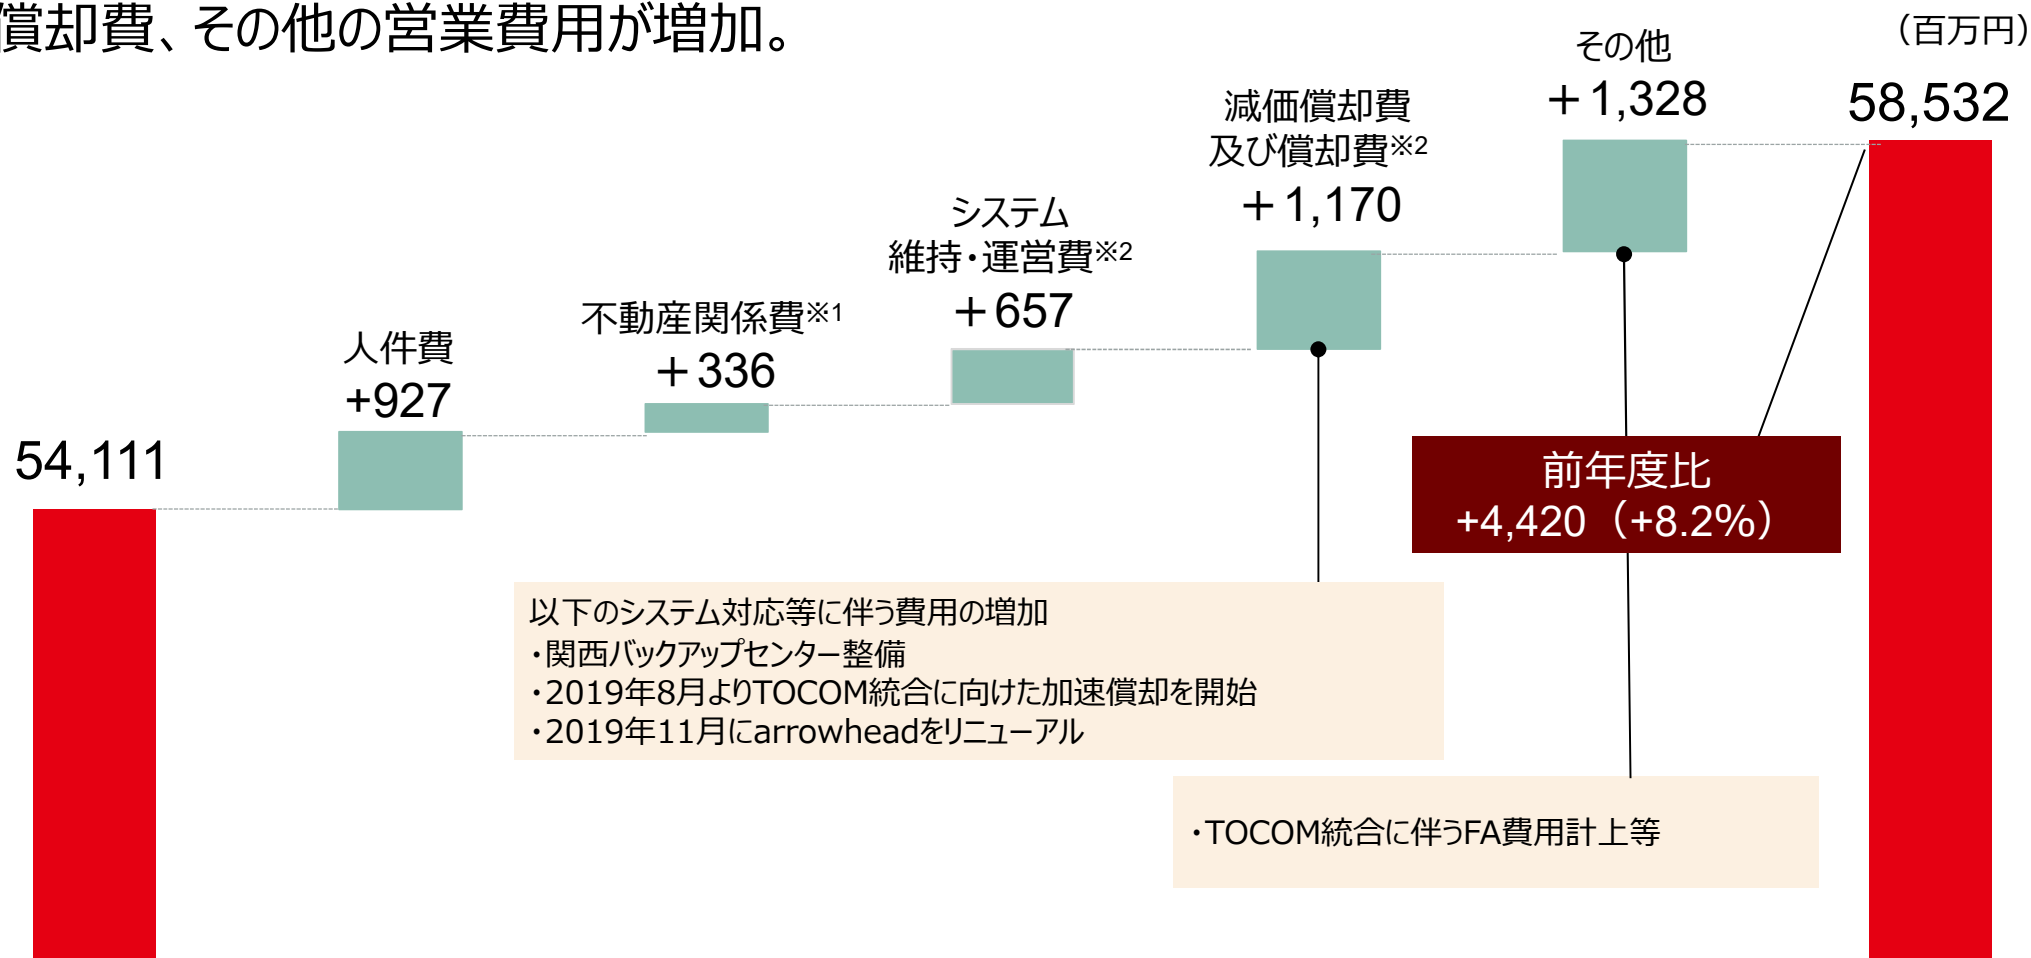 償却費、その他の営業費用が増加。
（百万円）
その他
＋1,328
58,532
減価償却費
及び償却費※2
＋1,170
システム
維持・運営費※2
＋657
不動産関係費※1
＋336
人件費
+927
54,111
前年度比
+4,420（+8.2%）
以下のシステム対応等に伴う費用の増加
・関西バックアップセンター整備
・2019年8月よりTOCOM統合に向けた加速償却を開始
・2019年11月にarrowheadをリニューアル
・TOCOM統合に伴うFA費用計上等